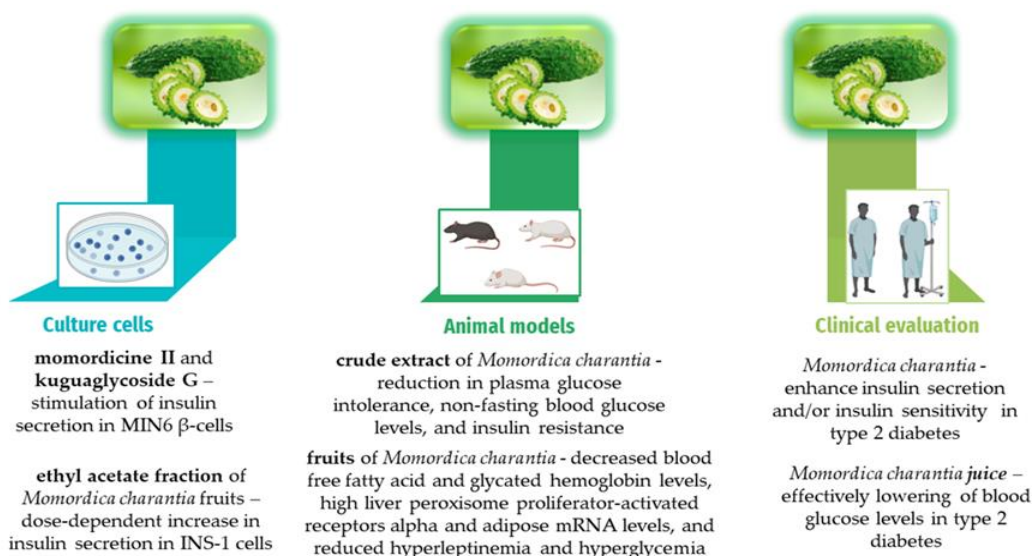 Culture cells
momordicine II and
kuguaglycoside G –
stimulation of insulin
secretion in MIN6 β-cells
ethyl acetate fraction of
Momordica charantia fruits –
dose-dependent increase in
insulin secretion in INS-1 cells
Animal models
crude extract of Momordica charantia -
reduction in plasma glucose
intolerance, non-fasting blood glucose
levels, and insulin resistance
fruits of Momordica charantia - decreased blood
free fatty acid and glycated hemoglobin levels,
high liver peroxisome proliferator-activated
receptors alpha and adipose mRNA levels, and
reduced hyperleptinemia and hyperglycemia
Clinical evaluation
Momordica charantia -
enhance insulin secretion
and/or insulin sensitivity in
type 2 diabetes
Momordica charantia juice –
effectively lowering of blood
glucose levels in type 2
diabetes